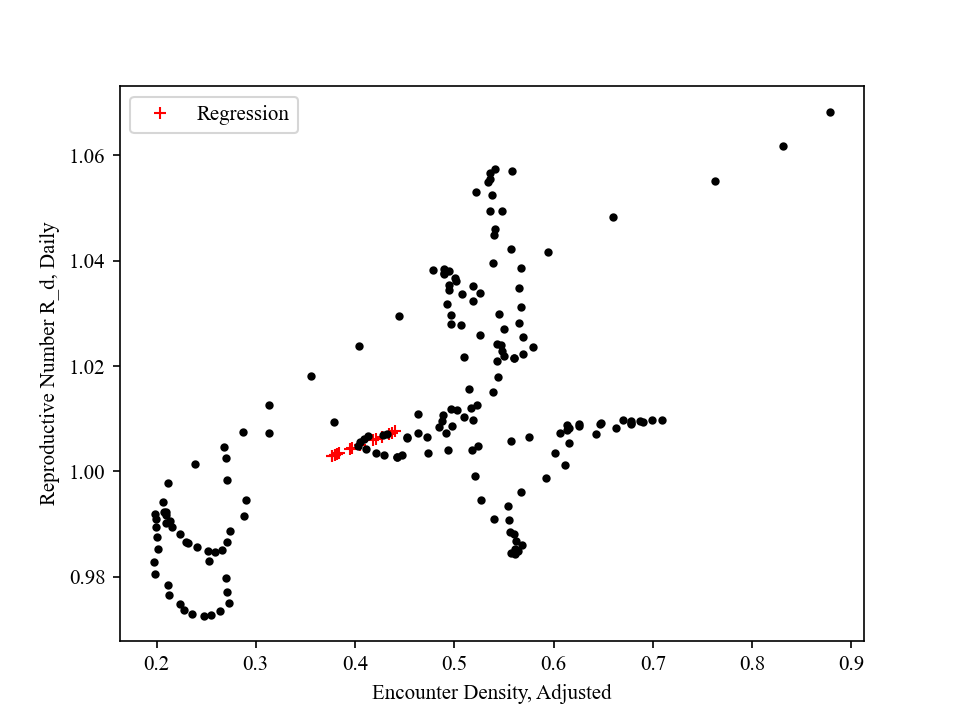 Regression
1.06
1.04
1.02
1.00
0.98
Reproductive Number R_d, Daily
0.2 0.3 0.4 0.5 0.6 0.7 0.8 0.9
Encounter Density, Adjusted